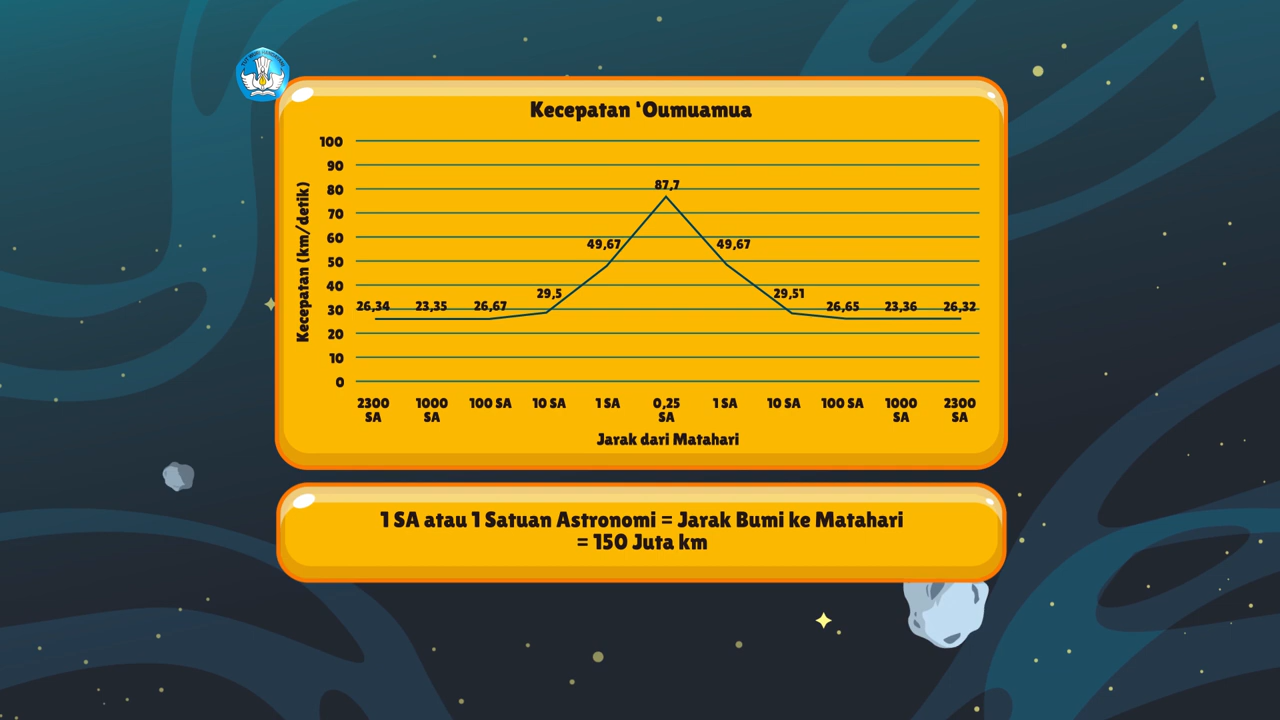 Kecepatan ‘Oumuamua
Kecepatan (km/detik)
100
90
80
70
60
50
40
30
20
10
0
26,34 23,35 26,67 29,5 49,67 87,7 49,67 29,51 26,65 23,36 26,32
2300 SA 1000 SA 100 SA 10 SA 1 SA 0,25 SA 1 SA 10 SA 100 SA 1000 SA 2300 SA
Jarak dari Matahari
1 SA atau 1 Satuan Astronomi = Jarak Bumi ke Matahari
= 150 Juta km